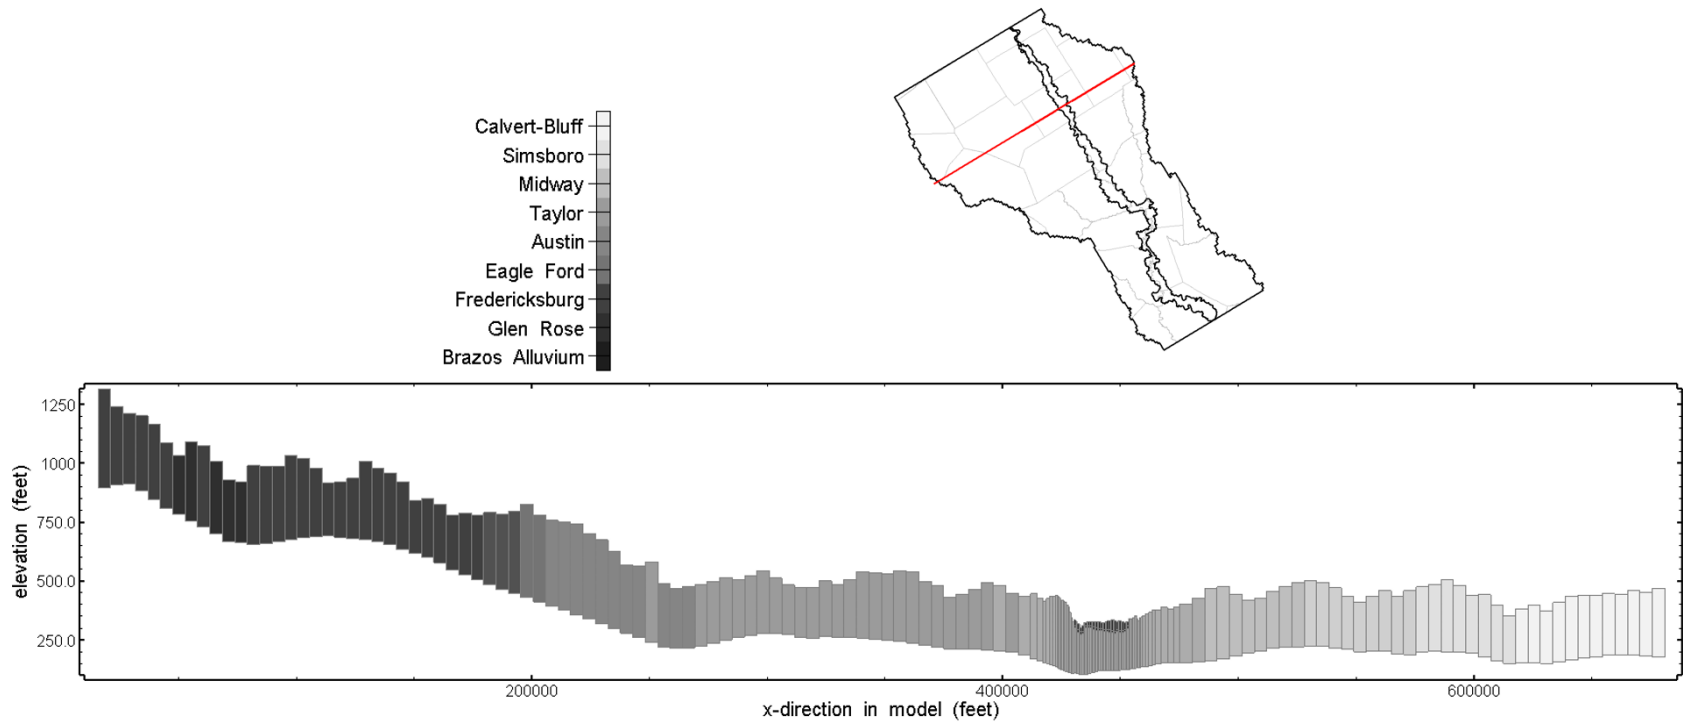 Calvert-Bluff
Simsboro
Midway
Taylor
Austin
Eagle Ford
Fredericksburg
Glen Rose
Brazos Alluvium
1250
1000
750.0
500.0
250.0
elevation (feet)
200000
400000
600000
x-direction in model (feet)